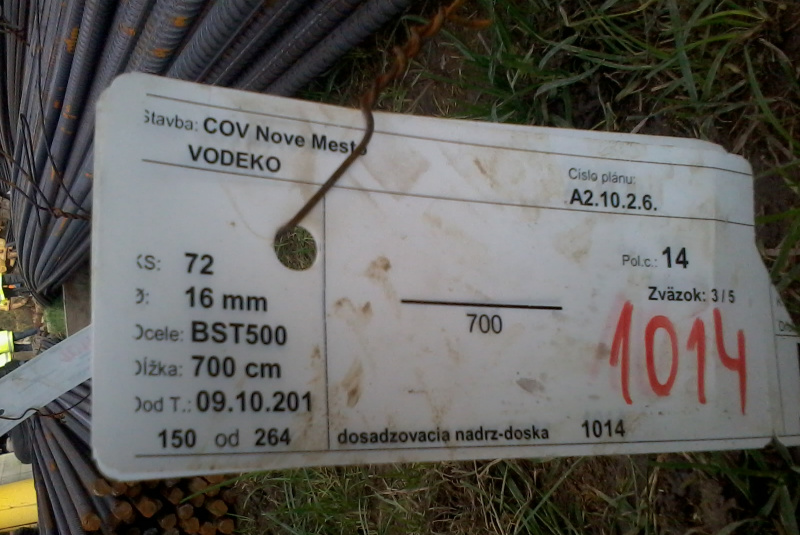 Stavba: COV Nove Mesto
VODEKO
Cislo plánu:
A2.10.2.6.
KS: 72
Ø: 16 mm
Ocele: BST500
Dĺžka: 700 cm
Dod T.: 09.10.201
150 od 264
700
Pol.c.: 14
Zväzok: 3 / 5
1014
dosadzovacia nadrz-doska 1014